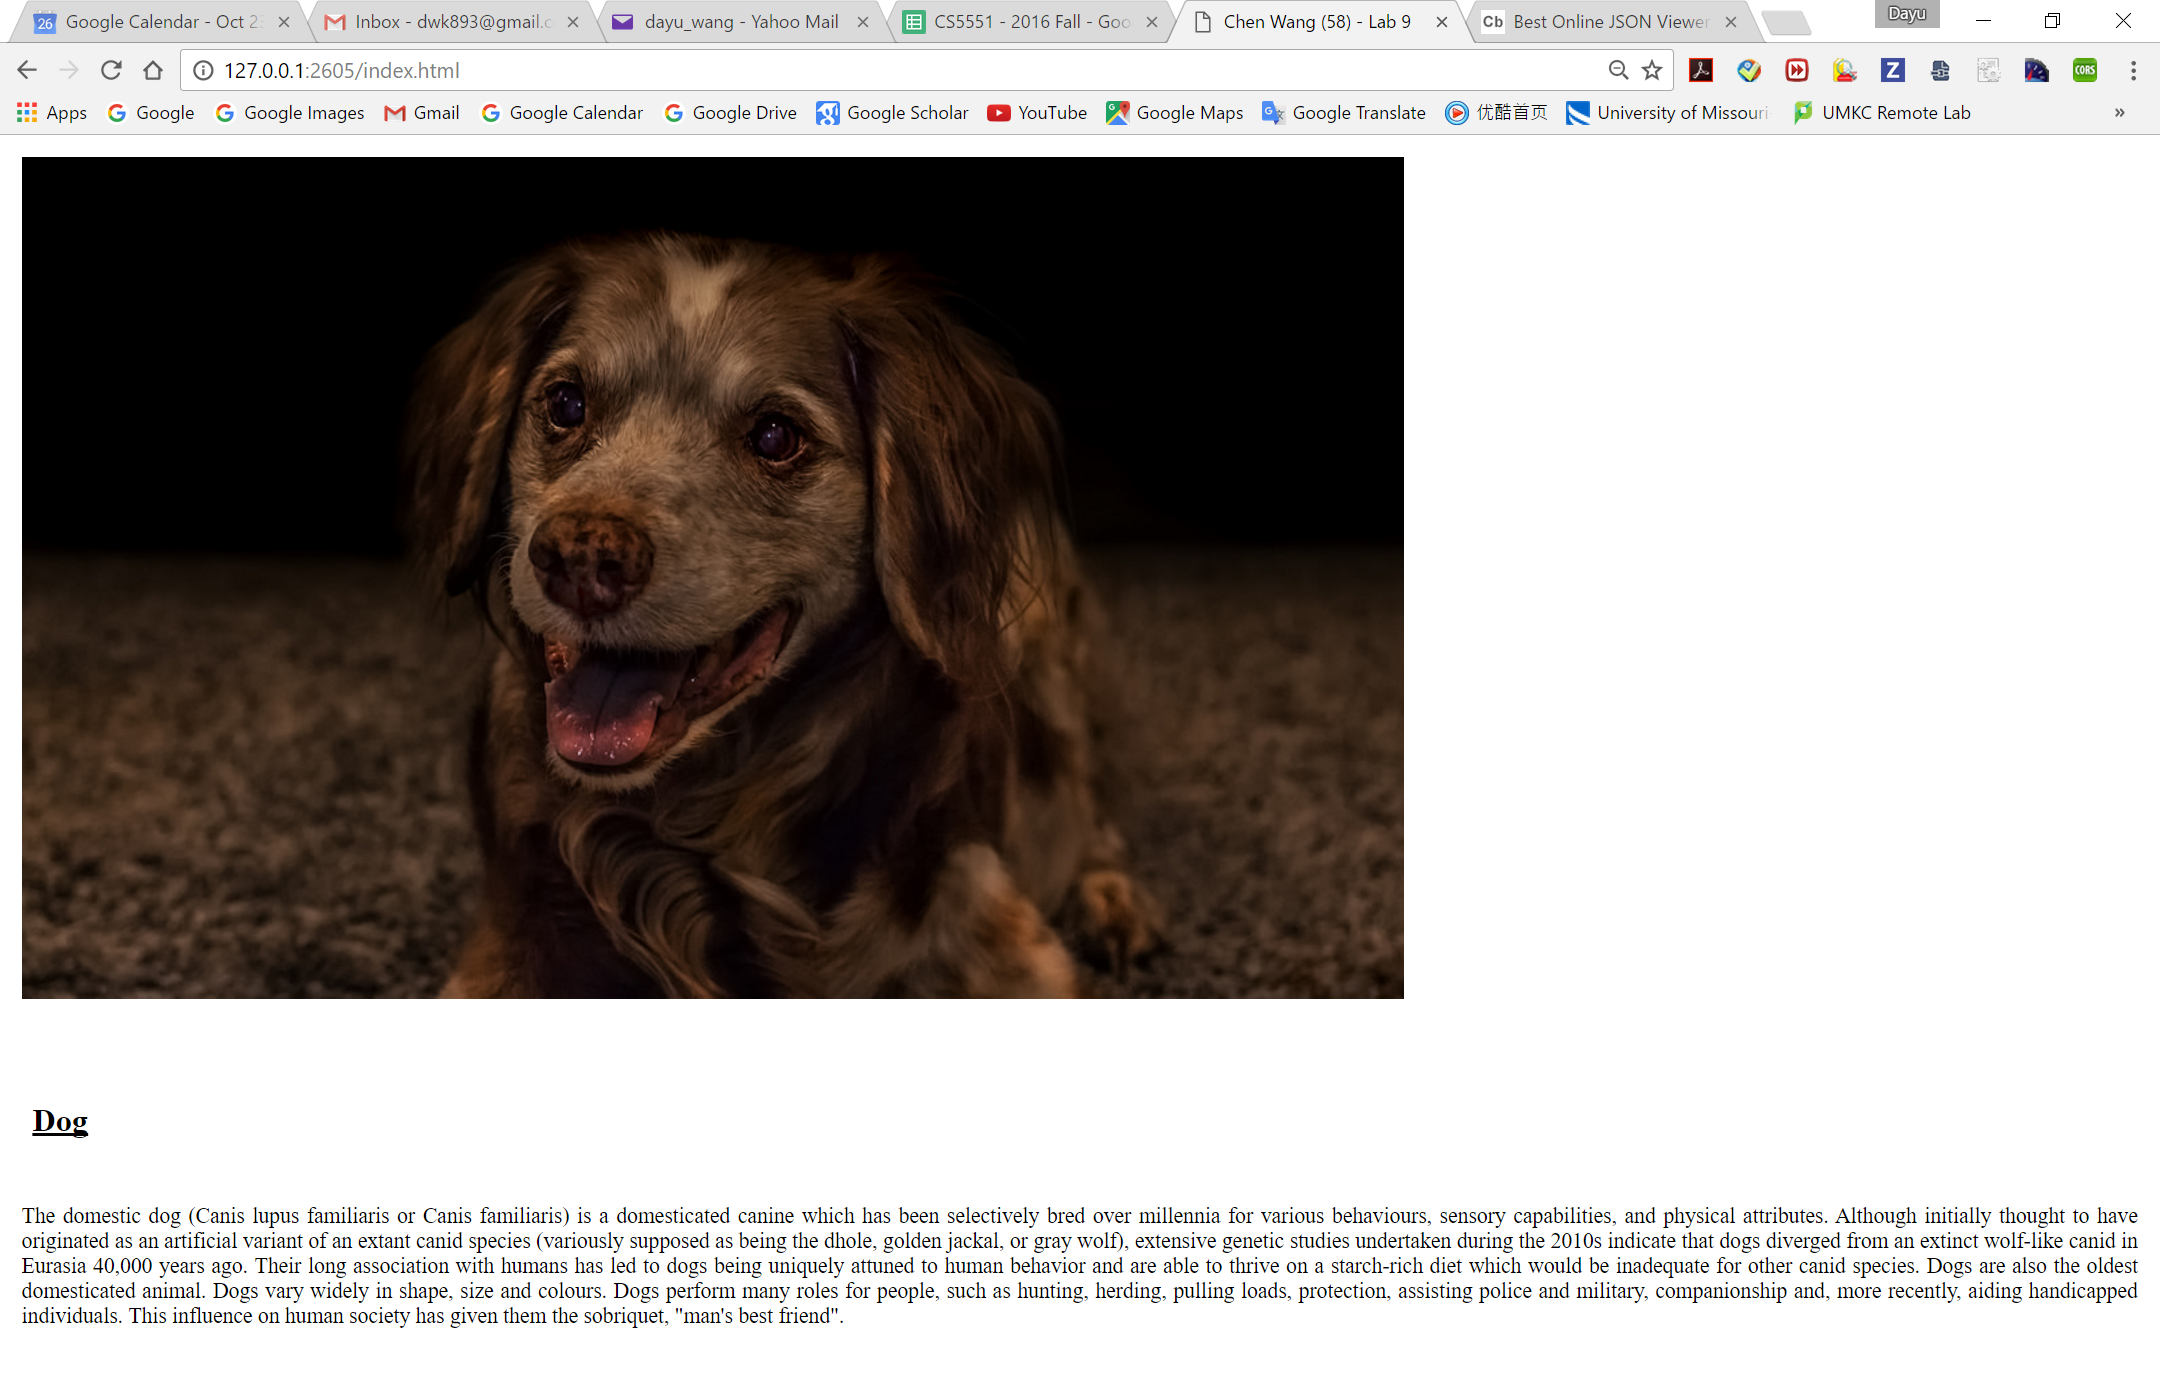 26 Google Calendar - Oct 2
Inbox - dwk893@gmail.c
dayu_wang - Yahoo Mail
CS5551 - 2016 Fall - Goo
Chen Wang (58) - Lab 9
Cb Best Online JSON Viewer
Dayu
127.0.0.1:2605/index.html
CORS
Apps Google Google Images Gmail Google Calendar Google Drive Google Scholar YouTube Google Maps Google Translate 优酷首页 University of Missouri UMKC Remote Lab »
Dog
The domestic dog (Canis lupus familiaris or Canis familiaris) is a domesticated canine which has been selectively bred over millennia for various behaviours, sensory capabilities, and physical attributes. Although initially thought to have
originated as an artificial variant of an extant canid species (variously supposed as being the dhole, golden jackal, or gray wolf), extensive genetic studies undertaken during the 2010s indicate that dogs diverged from an extinct wolf-like canid in
Eurasia 40,000 years ago. Their long association with humans has led to dogs being uniquely attuned to human behavior and are able to thrive on a starch-rich diet which would be inadequate for other canid species. Dogs are also the oldest
domesticated animal. Dogs vary widely in shape, size and colours. Dogs perform many roles for people, such as hunting, herding, pulling loads, protection, assisting police and military, companionship and, more recently, aiding handicapped
individuals. This influence on human society has given them the sobriquet, "man's best friend".